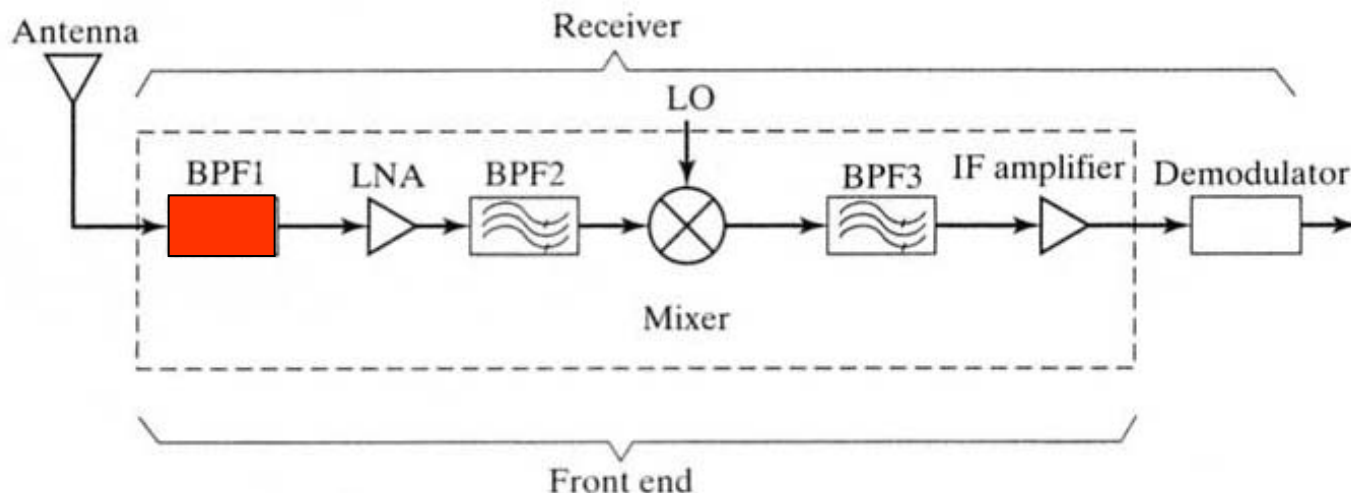 Antenna
Receiver
LO
BPF1
LNA
BPF2
BPF3
IF amplifier
Demodulator
Mixer
Front end